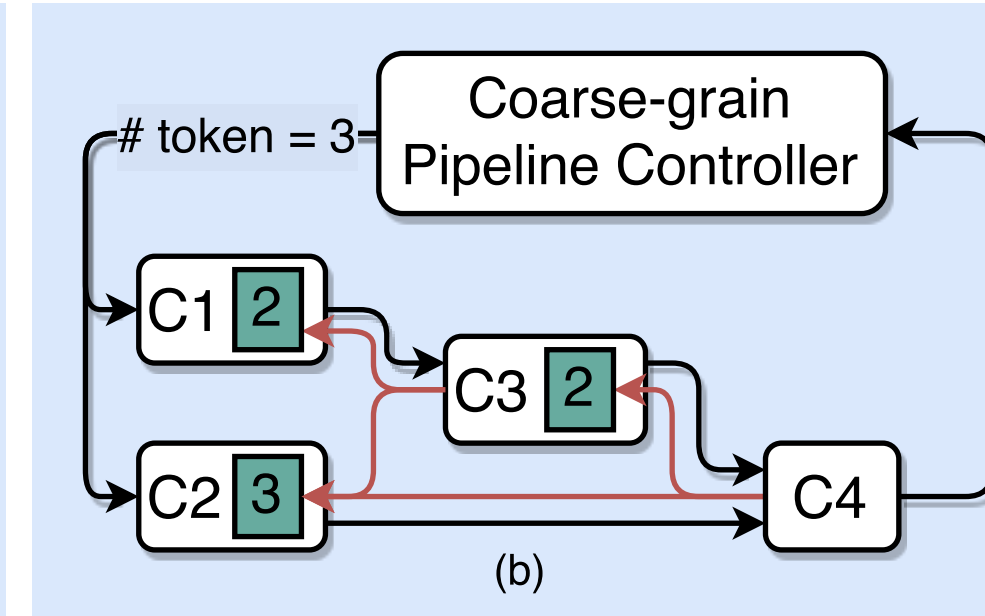 Coarse-grain
Pipeline Controller
# token = 3
C1 2
C3 2
C2 3
C4
(b)